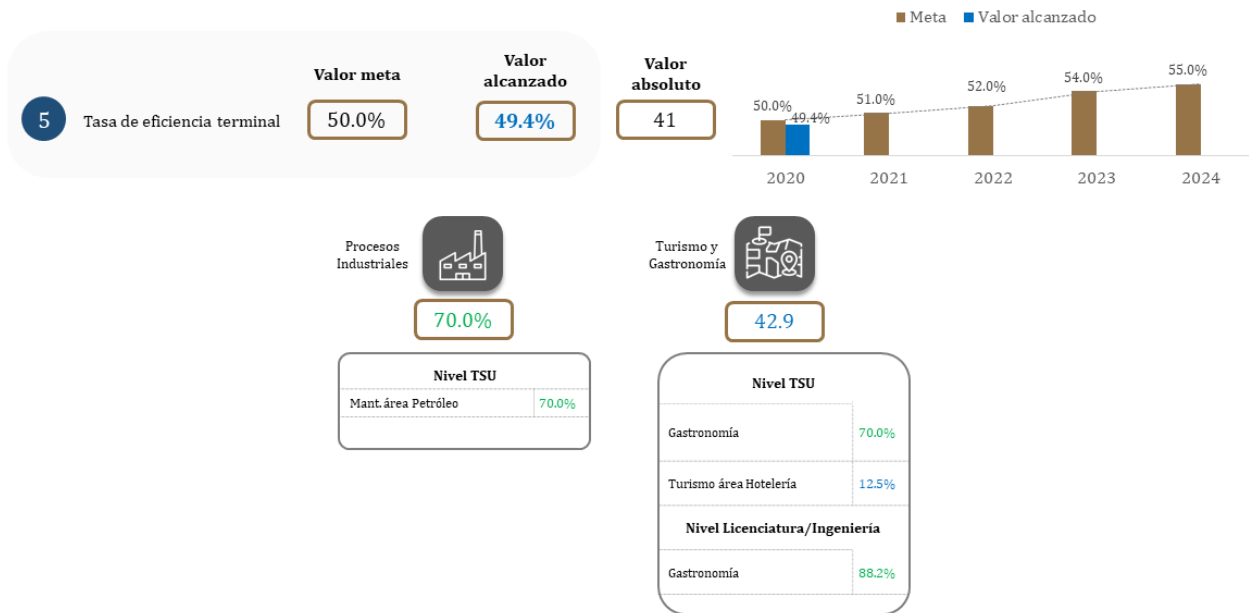 Meta Valor alcanzado
Valor meta
Valor
alcanzado
Valor
absoluto
5 Tasa de eficiencia terminal
50.0%
49.4%
41
50.0%
49.4%
51.0%
52.0%
54.0%
55.0%
2020 2021 2022 2023 2024
Procesos
Industriales
70.0%
Nivel TSU
Mant. área Petróleo 70.0%
Turismo y
Gastronomía
42.9
Nivel TSU
Gastronomía 70.0%
Turismo área Hotelería 12.5%
Nivel Licenciatura/Ingeniería
Gastronomía 88.2%